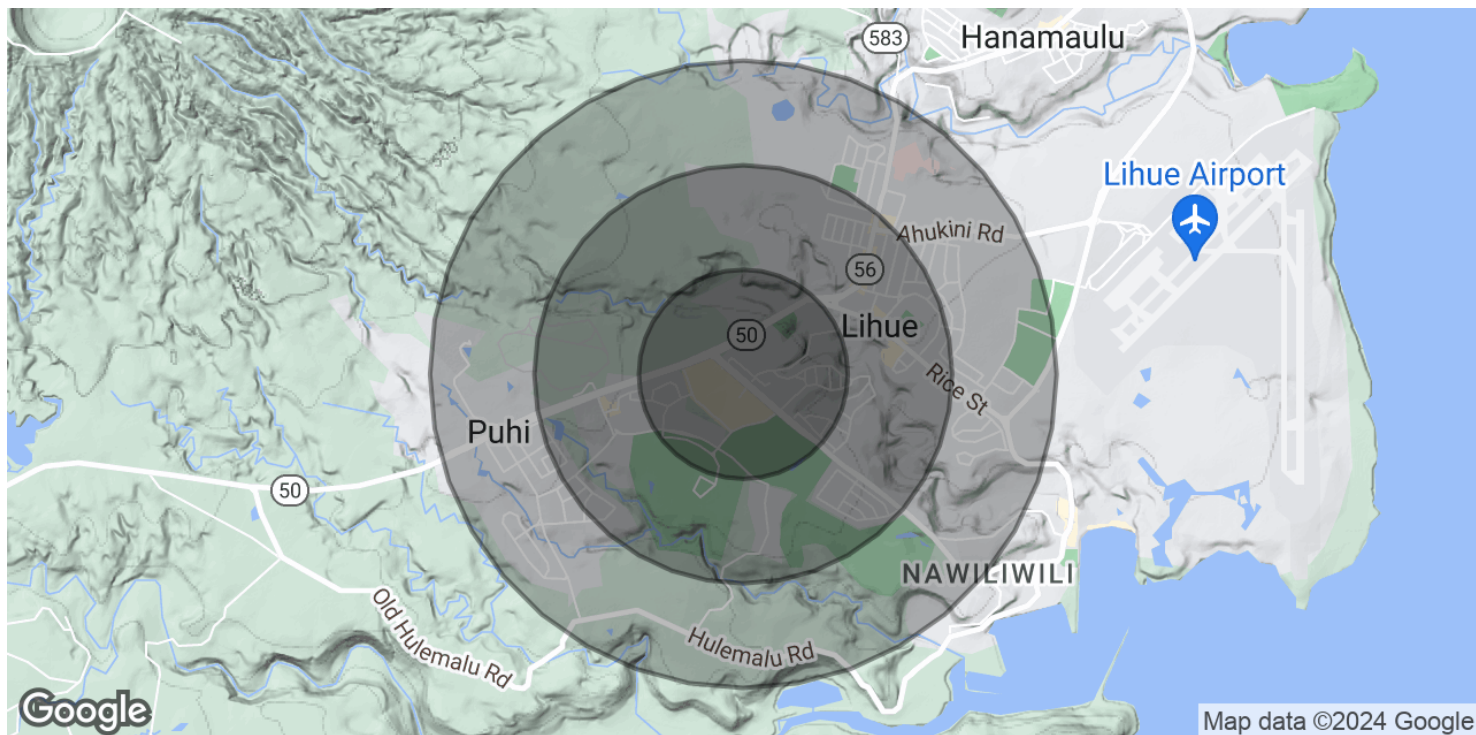 583
Hanamaulu
Lihue Airport
Ahukini Rd
56
50
Lihue
Rice St
Puhi
50
NAWILIWILI
Old Hulemalu Rd
Hulemalu Rd
Google
Map data ©2024 Google